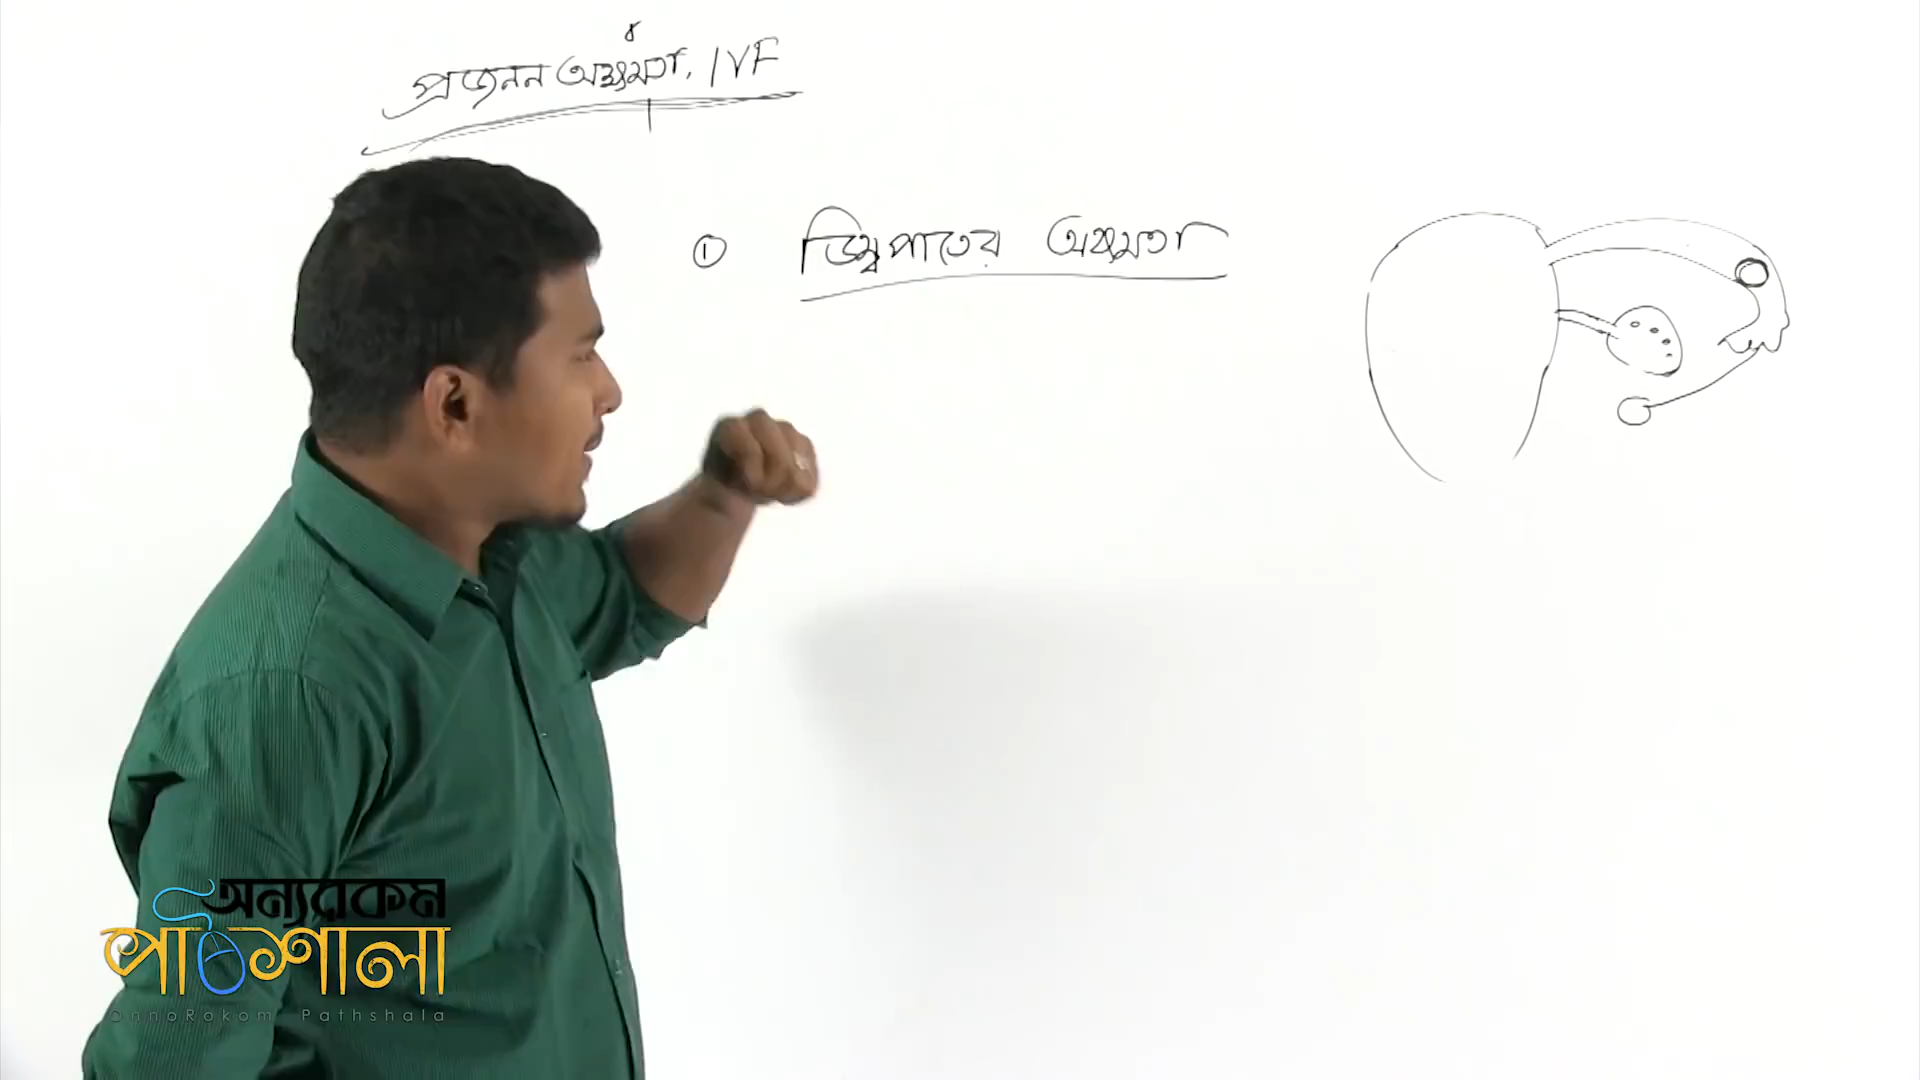 প্রজনন অক্ষমতা, IVF
① ডিম্বপাতের অক্ষমতা
অন্যরকম
পাঠশালা
OnnoRokom Pathshala